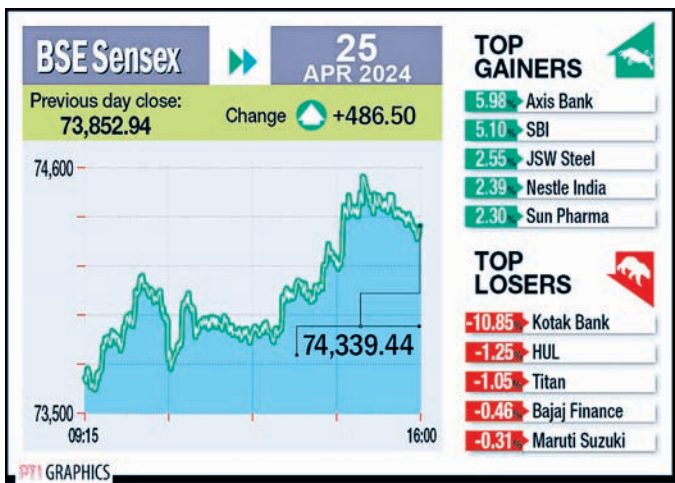 BSE Sensex
25
APR 2024
Previous day close:
73,852.94
Change +486.50
74,600
74,339.44
73,500
09:15 16:00
TOP
GAINERS
5.98% Axis Bank
5.10% SBI
2.55% JSW Steel
2.39% Nestle India
2.30% Sun Pharma
TOP
LOSERS
-10.85% Kotak Bank
-1.25% HUL
-1.05% Titan
-0.46% Bajaj Finance
-0.31% Maruti Suzuki
PTI GRAPHICS